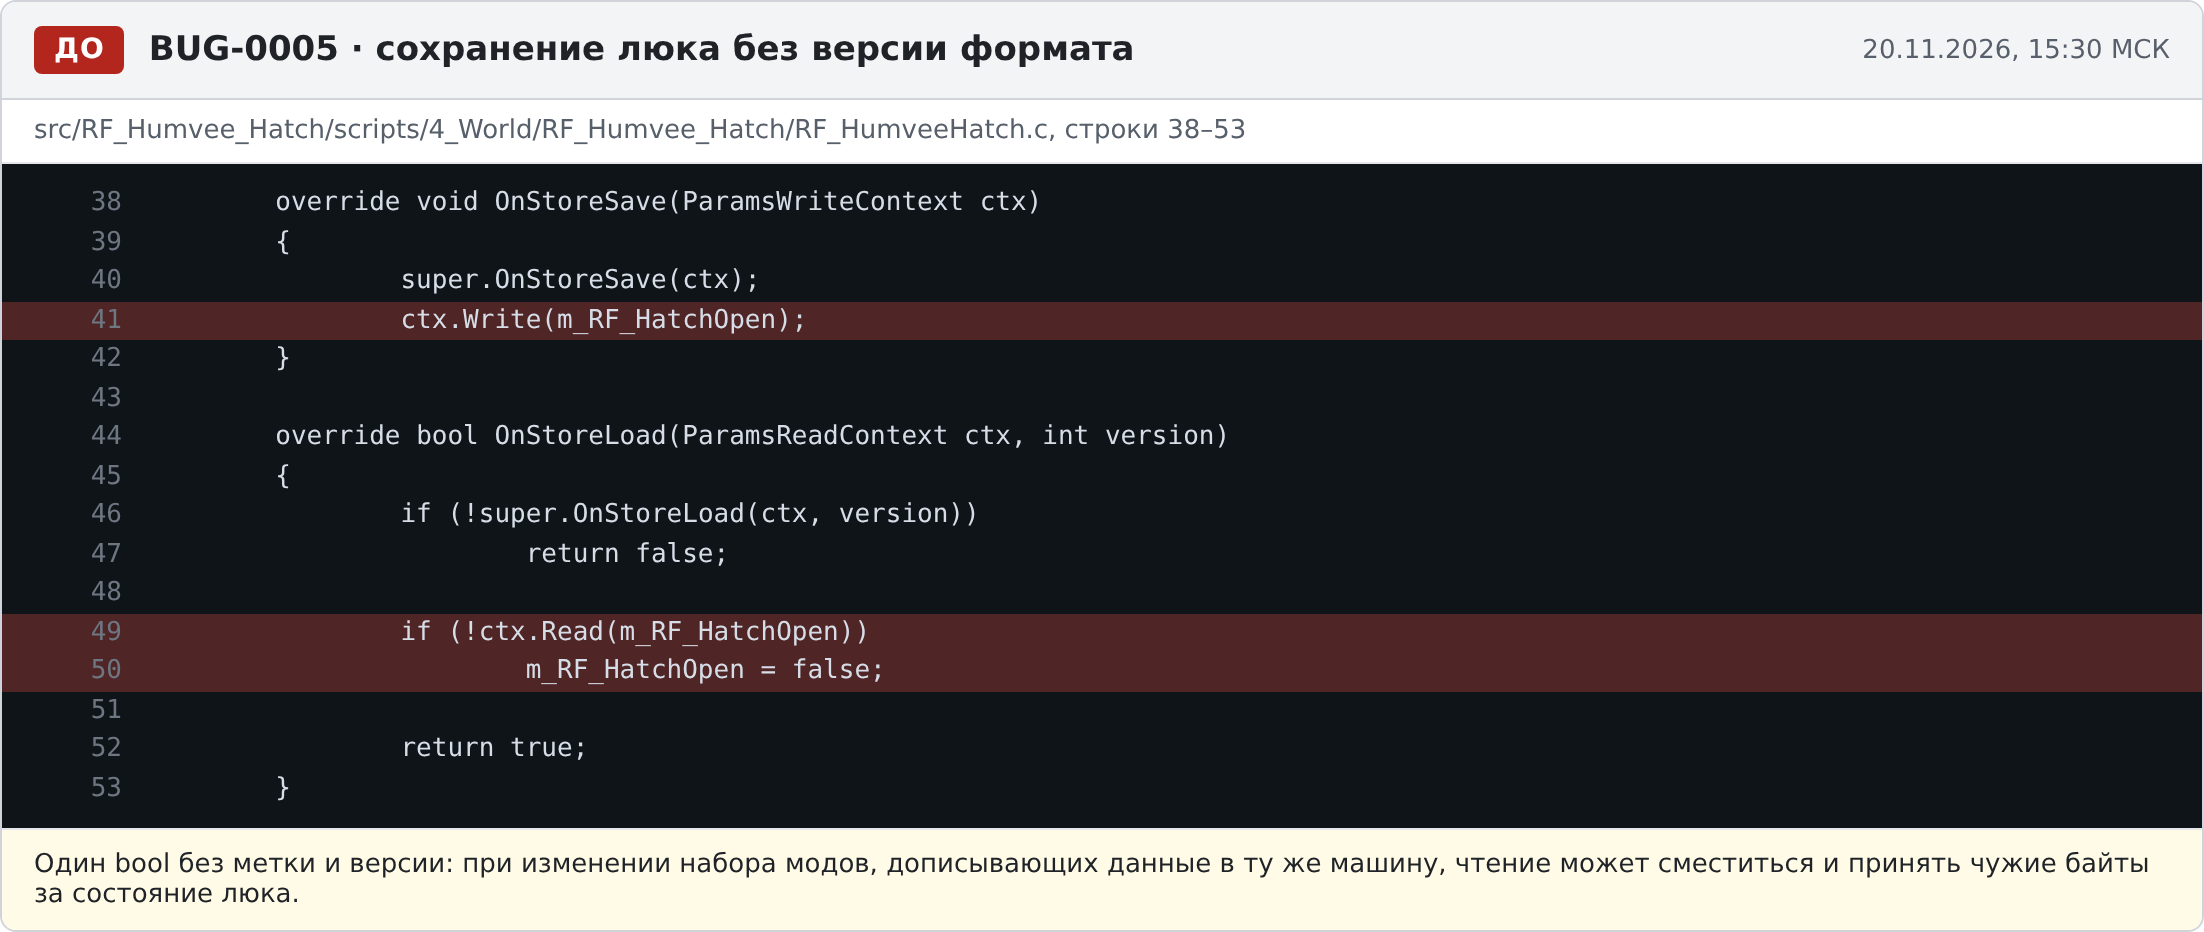 ДО BUG-0005 · сохранение люка без версии формата 20.11.2026, 15:30 МСК
src/RF_Humvee_Hatch/scripts/4_World/RF_Humvee_Hatch/RF_HumveeHatch.c, строки 38–53
38 override void OnStoreSave(ParamsWriteContext ctx)
39 {
40 super.OnStoreSave(ctx);
41 ctx.Write(m_RF_HatchOpen);
42 }
43
44 override bool OnStoreLoad(ParamsReadContext ctx, int version)
45 {
46 if (!super.OnStoreLoad(ctx, version))
47 return false;
48
49 if (!ctx.Read(m_RF_HatchOpen))
50 m_RF_HatchOpen = false;
51
52 return true;
53 }
Один bool без метки и версии: при изменении набора модов, дописывающих данные в ту же машину, чтение может сместиться и принять чужие байты
за состояние люка.